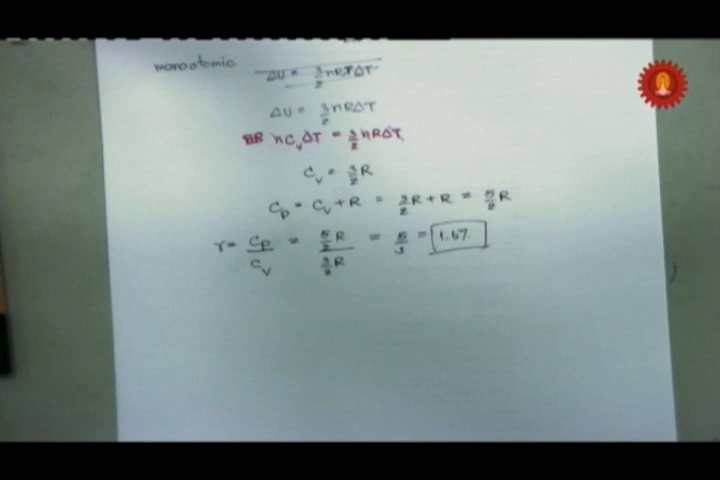 monoatomic
ΔU = 3/2 nRTΔT
ΔU = 3/2 nRΔT
nCᵥΔT = 3/2 nRΔT
Cᵥ = 3/2 R
Cp = Cᵥ + R = 3/2 R + R = 5/2 R
γ = Cp/Cᵥ = 5/2 R / 3/2 R = 5/3 = 1.67